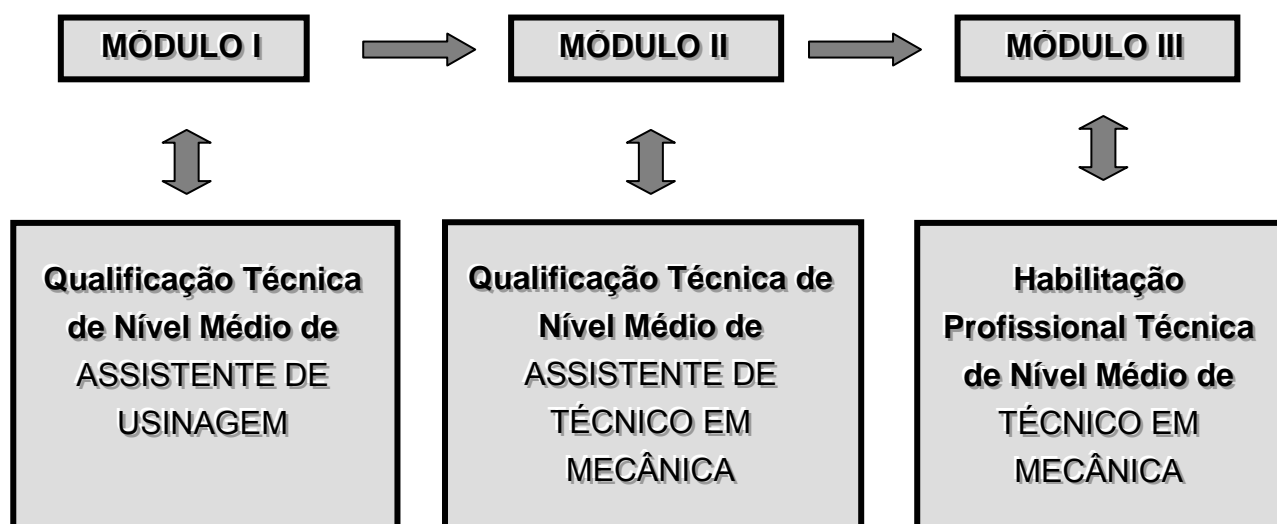 MÓDULO I
MÓDULO II
MÓDULO III
Qualificação Técnica
de Nível Médio de
ASSISTENTE DE
USINAGEM
Qualificação Técnica de
Nível Médio de
ASSISTENTE DE
TÉCNICO EM
MECÂNICA
Habilitação
Profissional Técnica
de Nível Médio de
TÉCNICO EM
MECÂNICA